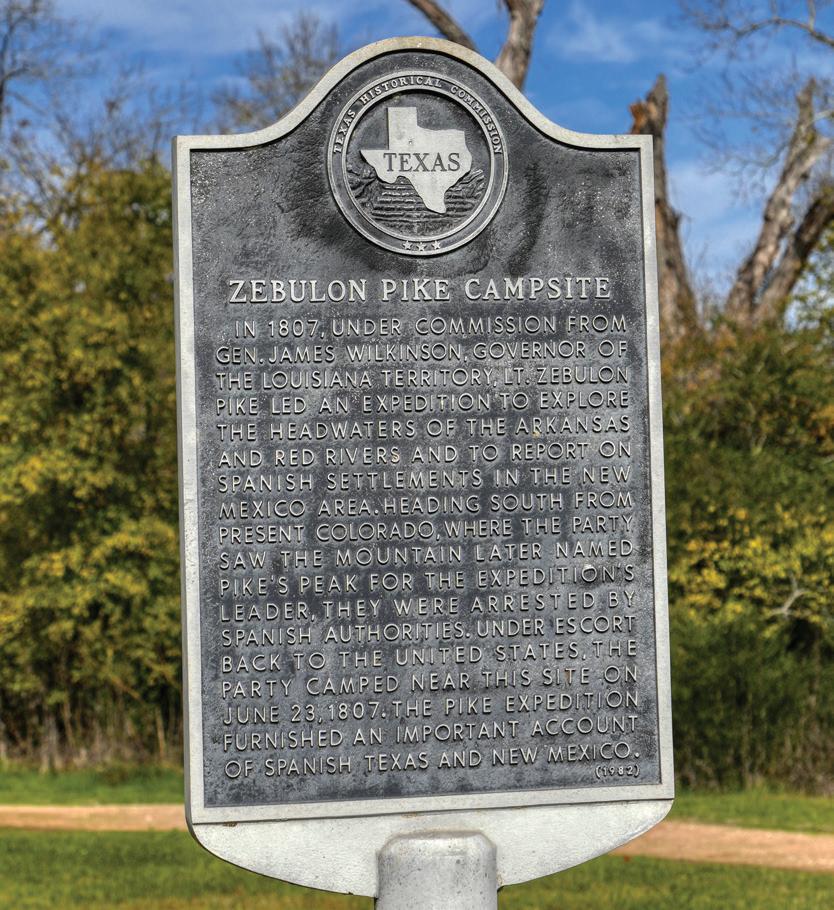 TEXAS HISTORICAL COMMISSION
TEXAS
ZEBULON PIKE CAMPSITE
IN 1807, UNDER COMMISSION FROM
GEN. JAMES WILKINSON, GOVERNOR OF
THE LOUISIANA TERRITORY, LT. ZEBULON
PIKE LED AN EXPEDITION TO EXPLORE
THE HEADWATERS OF THE ARKANSAS
AND RED RIVERS AND TO REPORT ON
SPANISH SETTLEMENTS IN THE NEW
MEXICO AREA. HEADING SOUTH FROM
PRESENT COLORADO, WHERE THE PARTY
SAW THE MOUNTAIN LATER NAMED
PIKE'S PEAK FOR THE EXPEDITION'S
LEADER, THEY WERE ARRESTED BY
SPANISH AUTHORITIES. UNDER ESCORT
BACK TO THE UNITED STATES, THE
PARTY CAMPED NEAR THIS SITE ON
JUNE 23, 1807. THE PIKE EXPEDITION
FURNISHED AN IMPORTANT ACCOUNT
OF SPANISH TEXAS AND NEW MEXICO.
(1982)